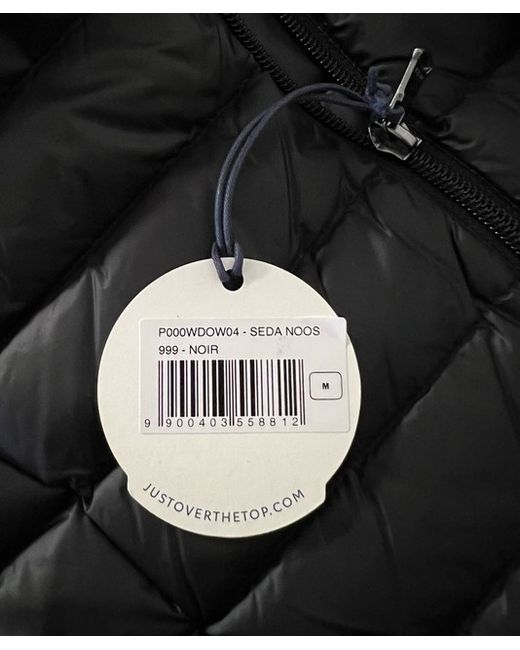 P000WDOW04 - SEDA NOOS
999 - NOIR
M
9 900403 558812
JUSTOVERTHETOP.COM